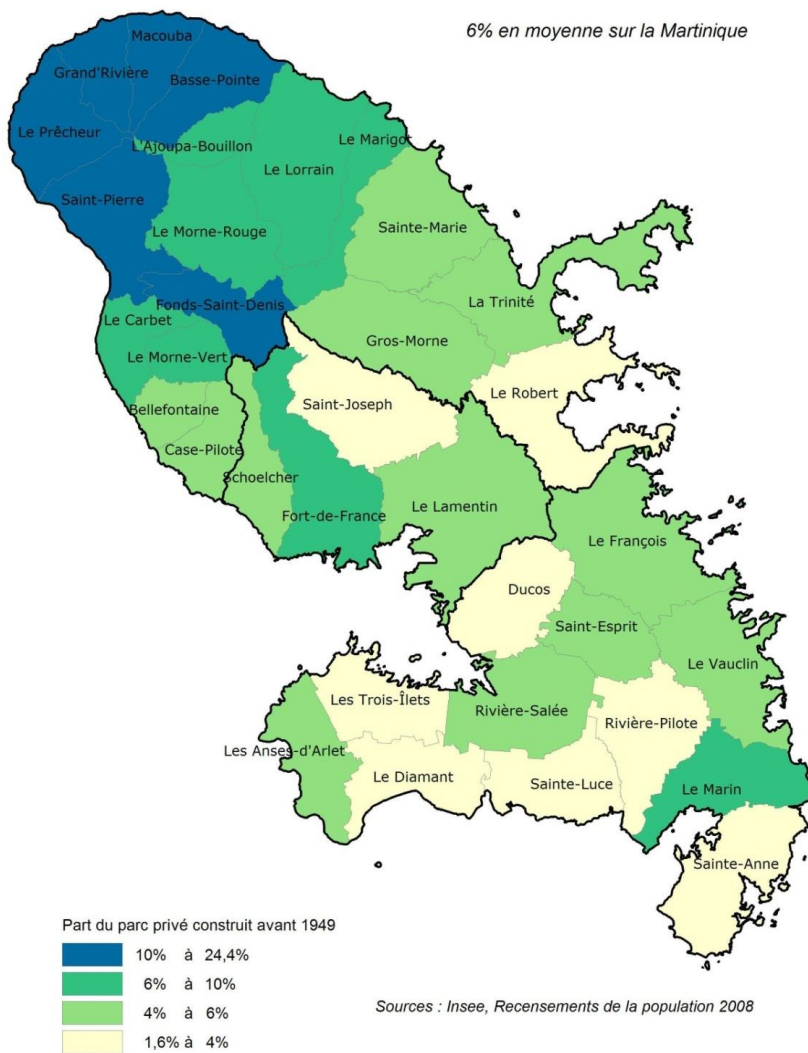 6% en moyenne sur la Martinique
Macouba
Grand'Rivière
Basse-Pointe
Le Prêcheur
L'Ajoupa-Bouillon
Le Marigot
Le Lorrain
Saint-Pierre
Le Morne-Rouge
Sainte-Marie
La Trinité
Fonds-Saint-Denis
Le Carbet
Gros-Morne
Le Morne-Vert
Le Robert
Saint-Joseph
Bellefontaine
Case-Pilote
Schoelcher
Le Lamentin
Fort-de-France
Le François
Ducos
Saint-Esprit
Le Vauclin
Les Trois-Îlets
Rivière-Salée
Rivière-Pilote
Les Anses-d'Arlet
Le Diamant
Sainte-Luce
Le Marin
Sainte-Anne
Part du parc privé construit avant 1949
10% à 24,4%
6% à 10%
4% à 6%
1,6% à 4%
Sources : Insee, Recensements de la population 2008